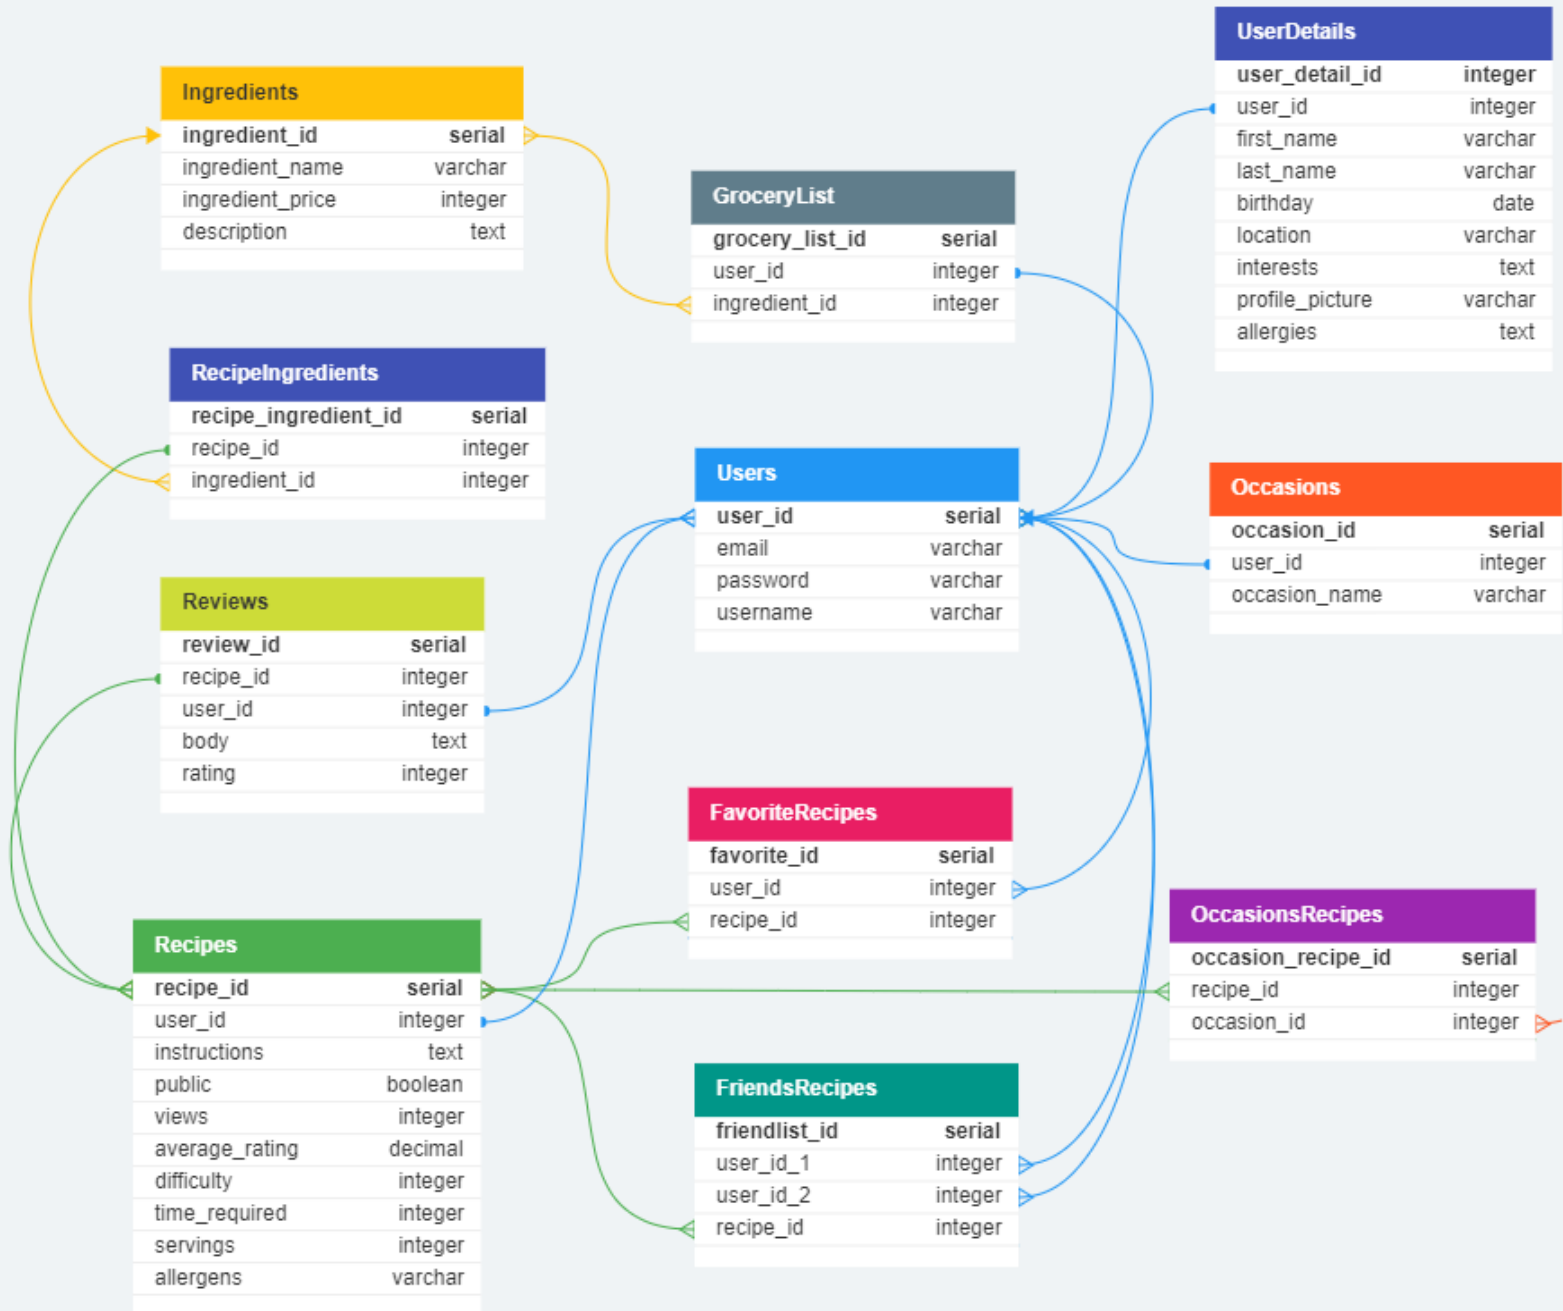 Ingredients
ingredient_id serial
ingredient_name varchar
ingredient_price integer
description text
RecipeIngredients
recipe_ingredient_id serial
recipe_id integer
ingredient_id integer
Reviews
review_id serial
recipe_id integer
user_id integer
body text
rating integer
Recipes
recipe_id serial
user_id integer
instructions text
public boolean
views integer
average_rating decimal
difficulty integer
time_required integer
servings integer
allergens varchar
GroceryList
grocery_list_id serial
user_id integer
ingredient_id integer
Users
user_id serial
email varchar
password varchar
username varchar
FavoriteRecipes
favorite_id serial
user_id integer
recipe_id integer
FriendsRecipes
friendlist_id serial
user_id_1 integer
user_id_2 integer
recipe_id integer
UserDetails
user_detail_id integer
user_id integer
first_name varchar
last_name varchar
birthday date
location varchar
interests text
profile_picture varchar
allergies text
Occasions
occasion_id serial
user_id integer
occasion_name varchar
OccasionsRecipes
occasion_recipe_id serial
recipe_id integer
occasion_id integer